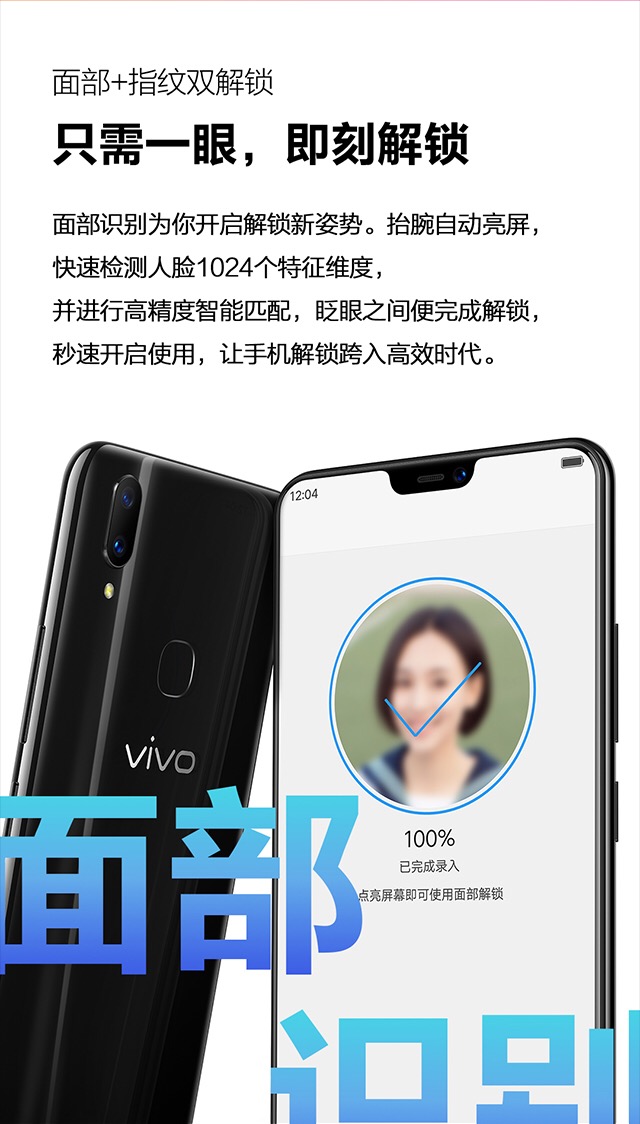 面部+指纹双解锁
只需一眼，即刻解锁
面部识别为你开启解锁新姿势。抬腕自动亮屏，
快速检测人脸1024个特征维度，
并进行高精度智能匹配，眨眼之间便完成解锁，
秒速开启使用，让手机解锁跨入高效时代。
12:04
vivo
100%
已完成录入
点亮屏幕即可使用面部解锁
面部
识别